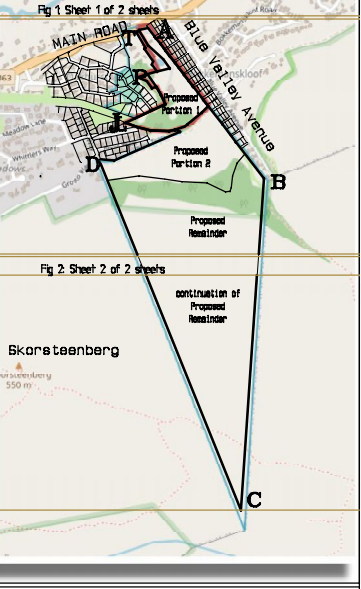 Fig 1: Sheet 1 of 2 sheets
MAIN ROAD
T
A
Blue Valley Avenue
R
Proposed
Portion 1
L
Proposed
Portion 2
D
B
Proposed
Remainder
Fig 2: Sheet 2 of 2 sheets
continuation of
Proposed
Remainder
Skorsteenberg
550 m
C